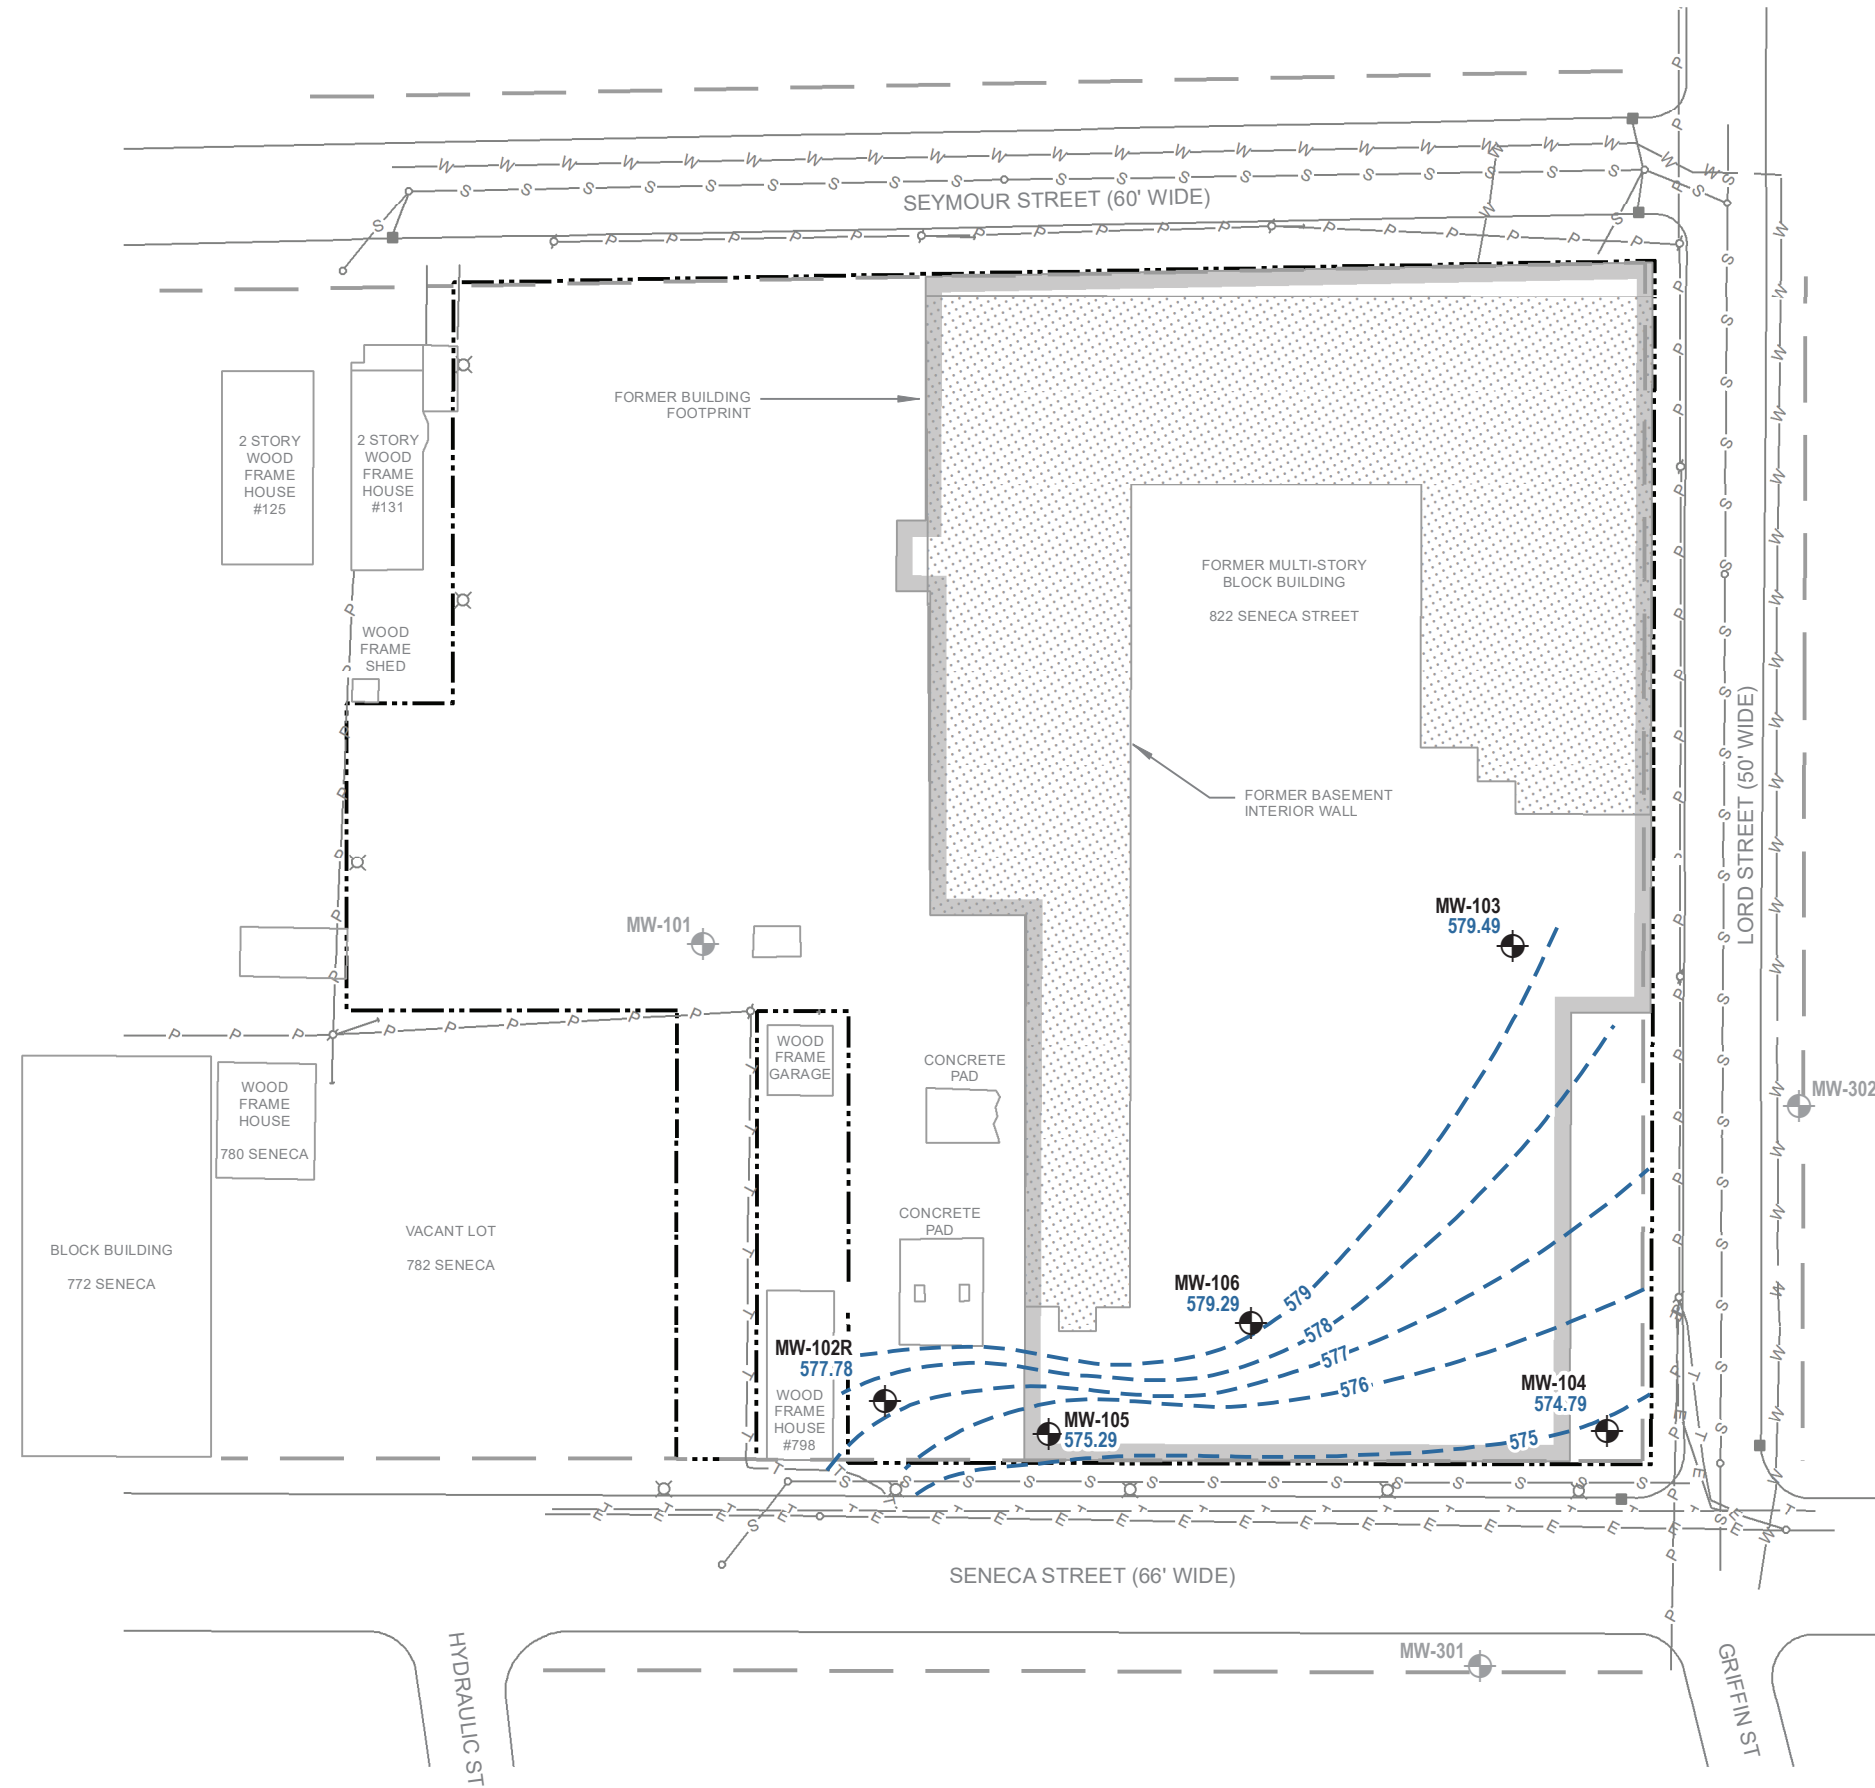 SEYMOUR STREET (60' WIDE)
FORMER BUILDING
FOOTPRINT
2 STORY
WOOD
FRAME
HOUSE
#125
2 STORY
WOOD
FRAME
HOUSE
#131
FORMER MULTI-STORY
BLOCK BUILDING
822 SENECA STREET
WOOD
FRAME
SHED
LORD STREET (50' WIDE)
FORMER BASEMENT
INTERIOR WALL
MW-103
579.49
MW-101
WOOD
FRAME
GARAGE
CONCRETE
PAD
MW-302
WOOD
FRAME
HOUSE
780 SENECA
CONCRETE
PAD
VACANT LOT
782 SENECA
BLOCK BUILDING
772 SENECA
MW-106
579.29
579
578
577
576
575
MW-102R
577.78
WOOD
FRAME
HOUSE
#798
MW-105
575.29
MW-104
574.79
SENECA STREET (66' WIDE)
MW-301
HYDRAULIC ST
GRIFFIN ST